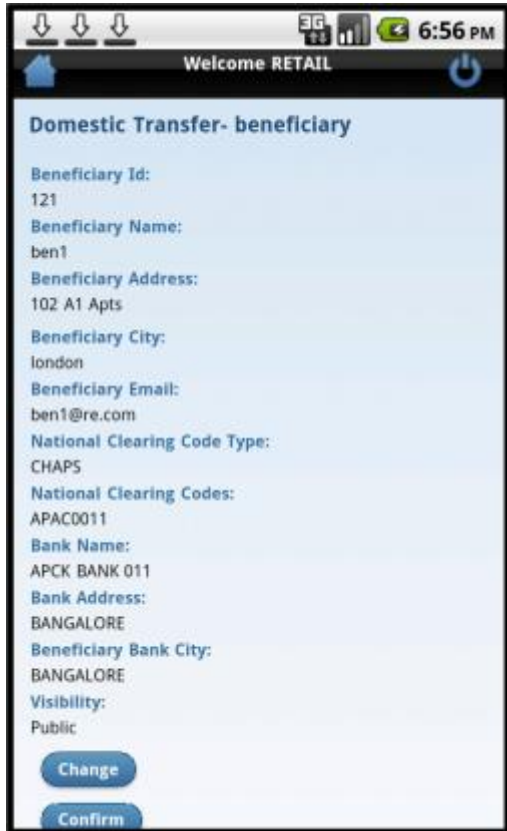 3G 6:56 PM
Welcome RETAIL
Domestic Transfer- beneficiary
Beneficiary Id:
121
Beneficiary Name:
ben1
Beneficiary Address:
102 A1 Apts
Beneficiary City:
london
Beneficiary Email:
ben1@re.com
National Clearing Code Type:
CHAPS
National Clearing Codes:
APAC0011
Bank Name:
APCK BANK 011
Bank Address:
BANGALORE
Beneficiary Bank City:
BANGALORE
Visibility:
Public
Change
Confirm